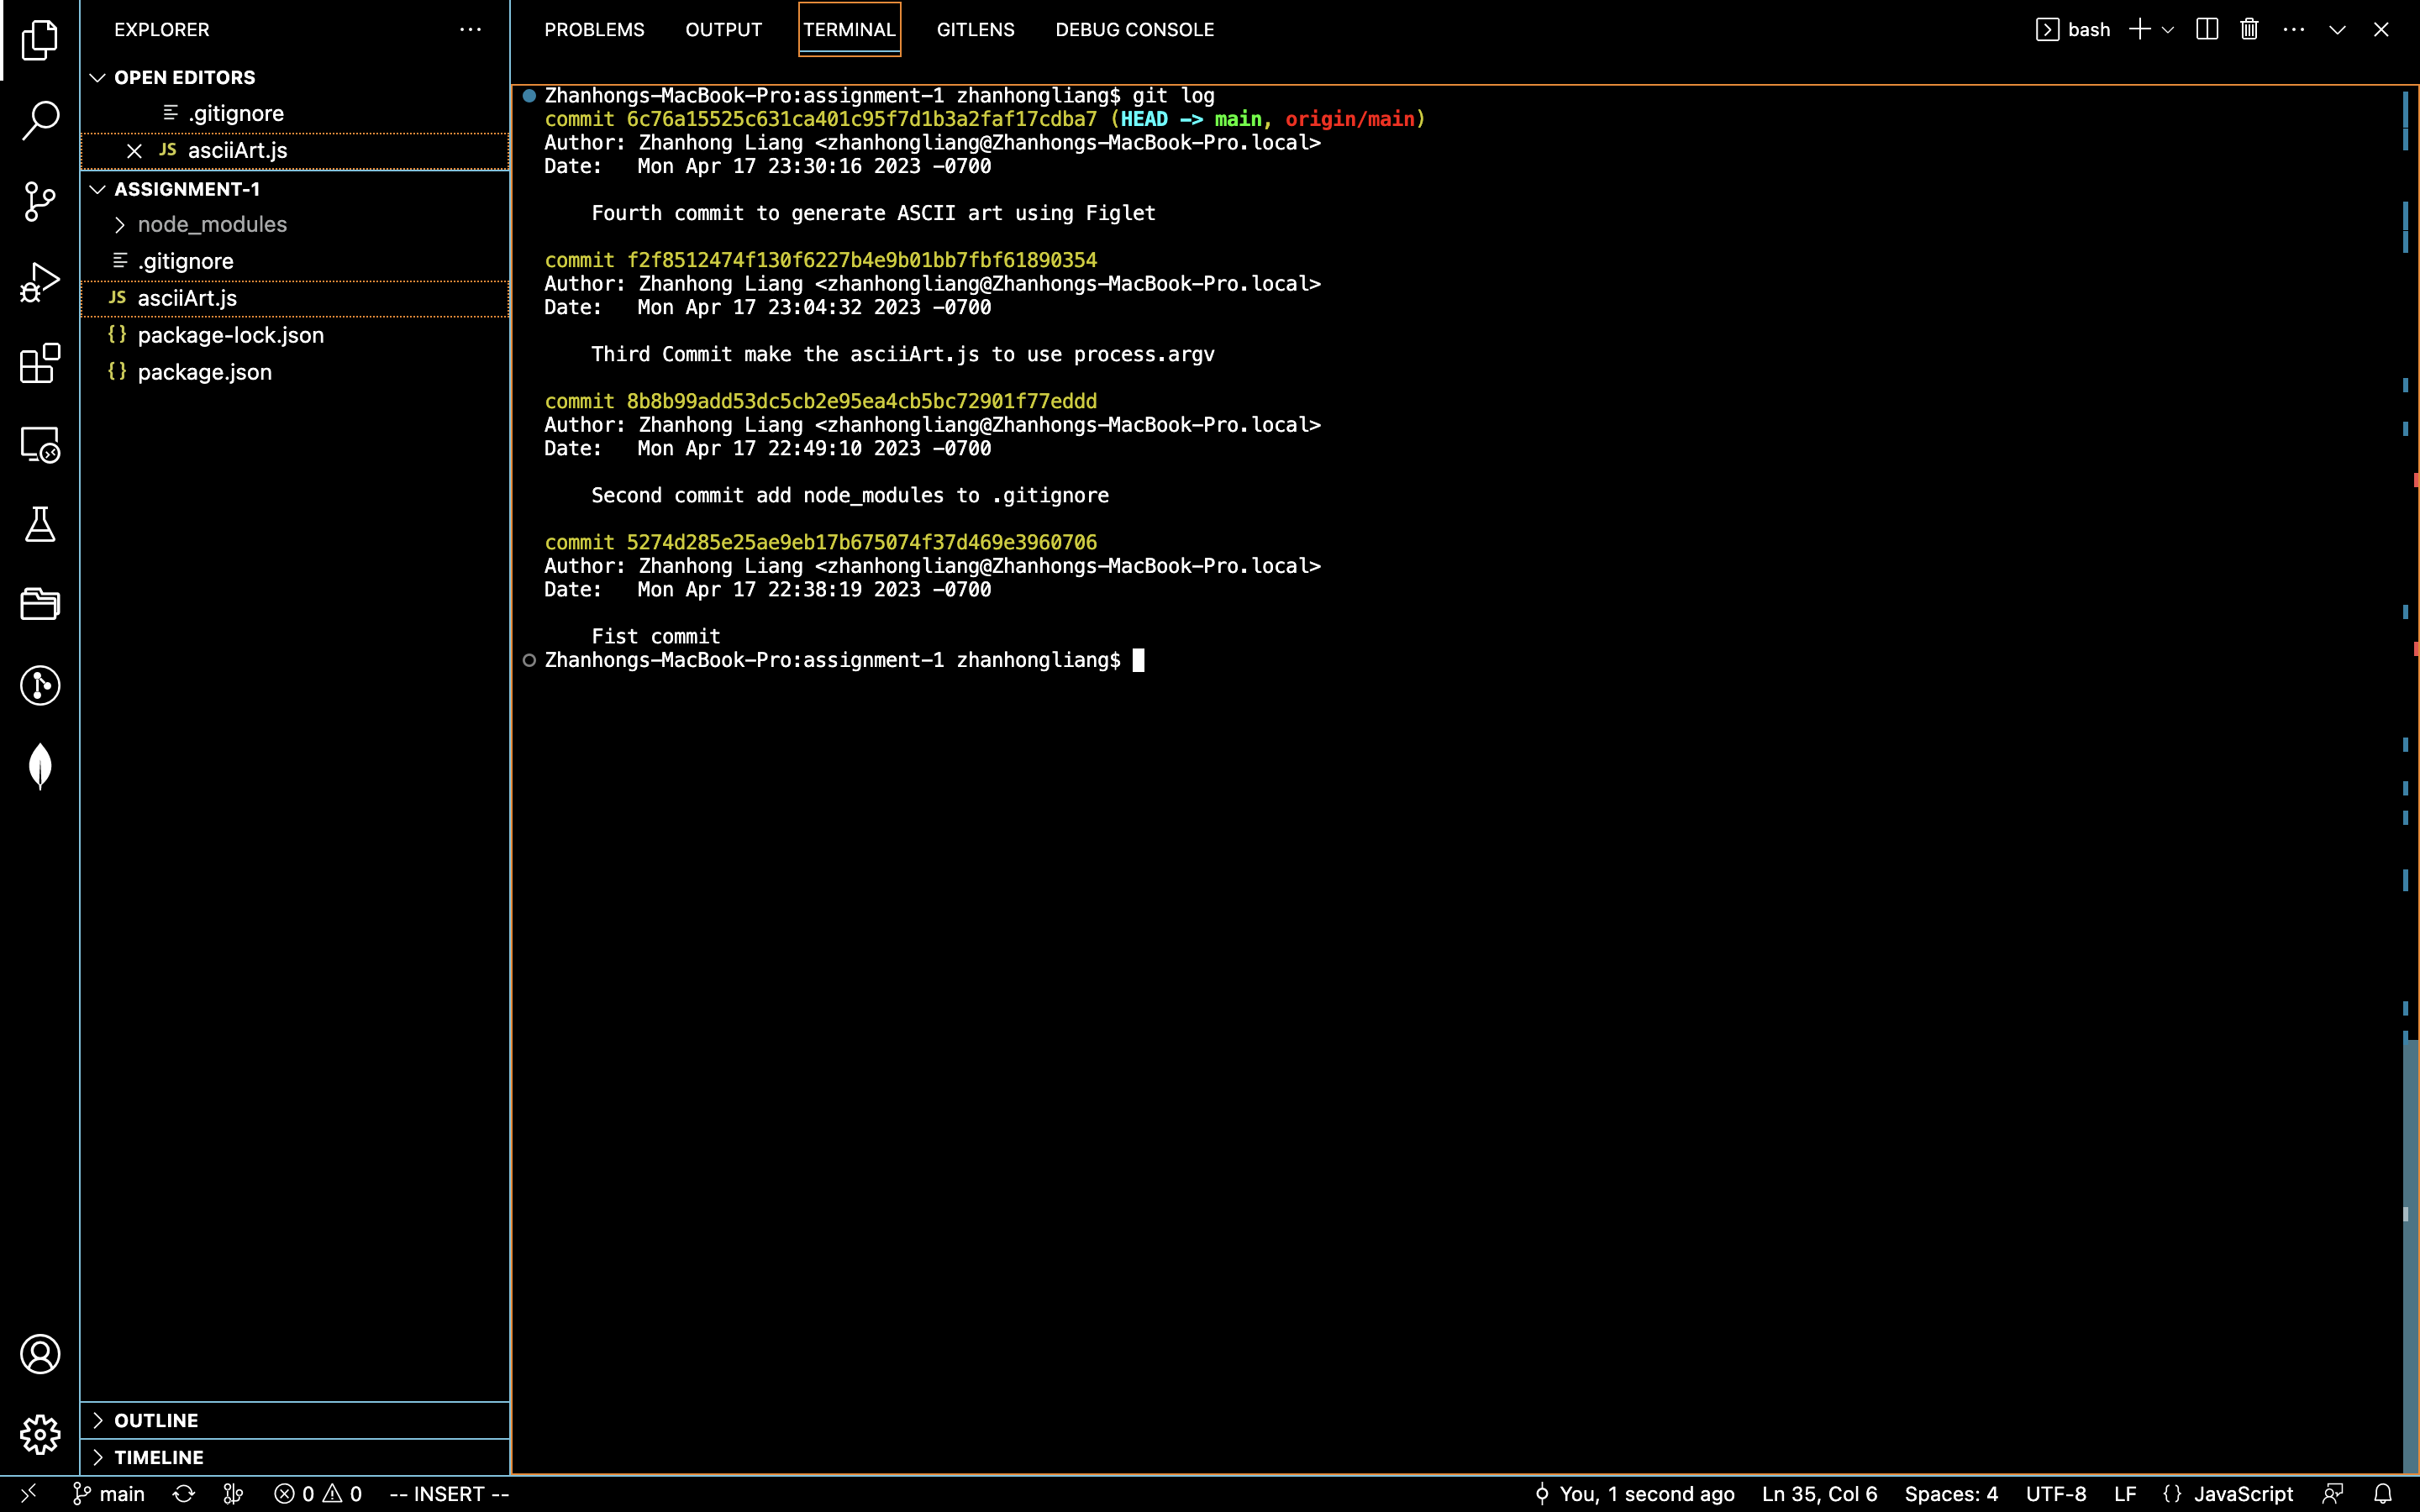 EXPLORER
OPEN EDITORS
.gitignore
JS asciiArt.js
ASSIGNMENT-1
node_modules
.gitignore
JS asciiArt.js
{} package-lock.json
{} package.json
OUTLINE
TIMELINE
PROBLEMS OUTPUT TERMINAL GITLENS DEBUG CONSOLE bash
Zhanhongs-MacBook-Pro:assignment-1 zhanhongliang$ git log
commit 6c76a15525c631ca401c95f7d1b3a2faf17cdba7 (HEAD -> main, origin/main)
Author: Zhanhong Liang <zhanhongliang@Zhanhongs-MacBook-Pro.local>
Date:   Mon Apr 17 23:30:16 2023 -0700
Fourth commit to generate ASCII art using Figlet
commit f2f8512474f130f6227b4e9b01bb7fbf61890354
Author: Zhanhong Liang <zhanhongliang@Zhanhongs-MacBook-Pro.local>
Date:   Mon Apr 17 23:04:32 2023 -0700
Third Commit make the asciiArt.js to use process.argv
commit 8b8b99add53dc5cb2e95ea4cb5bc72901f77eddd
Author: Zhanhong Liang <zhanhongliang@Zhanhongs-MacBook-Pro.local>
Date:   Mon Apr 17 22:49:10 2023 -0700
Second commit add node_modules to .gitignore
commit 5274d285e25ae9eb17b675074f37d469e3960706
Author: Zhanhong Liang <zhanhongliang@Zhanhongs-MacBook-Pro.local>
Date:   Mon Apr 17 22:38:19 2023 -0700
Fist commit
Zhanhongs-MacBook-Pro:assignment-1 zhanhongliang$
main 0 0 -- INSERT -- You, 1 second ago Ln 35, Col 6 Spaces: 4 UTF-8 LF {} JavaScript